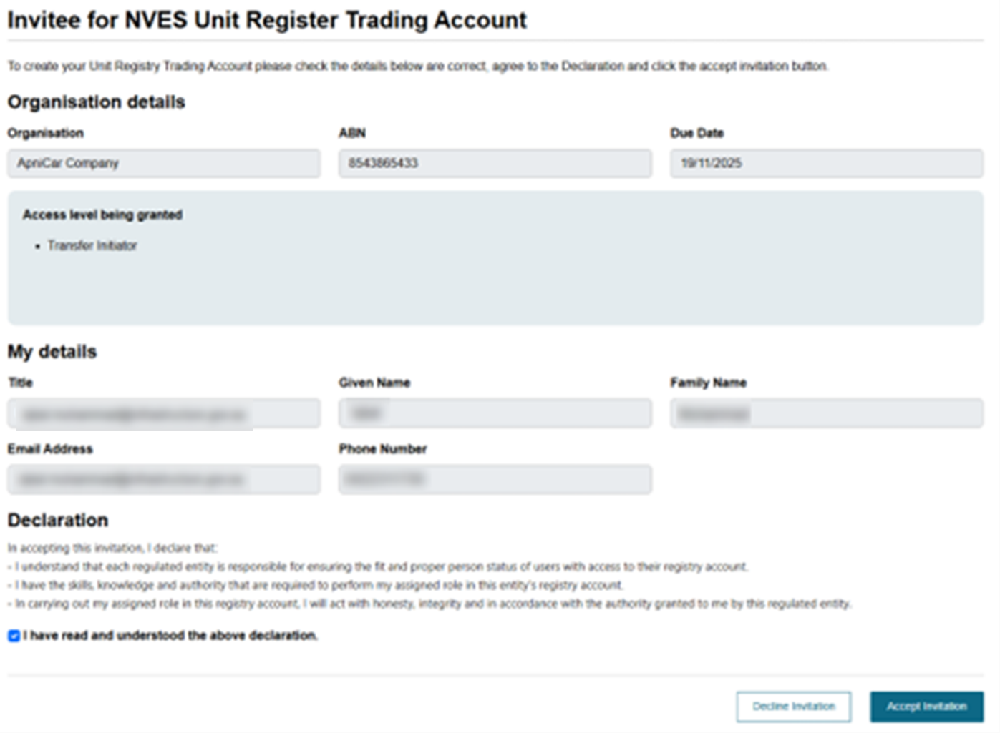 Invitee for NVES Unit Register Trading Account
To create your Unit Registry Trading Account please check the details below are correct, agree to the Declaration and click the accept invitation button.
Organisation details
Organisation ABN Due Date
ApniCar Company 8543865433 19/11/2025
Access level being granted
• Transfer Initiator
My details
Title Given Name Family Name
Email Address Phone Number
Declaration
In accepting this invitation, I declare that:
- I understand that each regulated entity is responsible for ensuring the fit and proper person status of users with access to their registry account.
- I have the skills, knowledge and authority that are required to perform my assigned role in this entity's registry account.
- In carrying out my assigned role in this registry account, I will act with honesty, integrity and in accordance with the authority granted to me by this regulated entity.
I have read and understood the above declaration.
Decline Invitation Accept Invitation